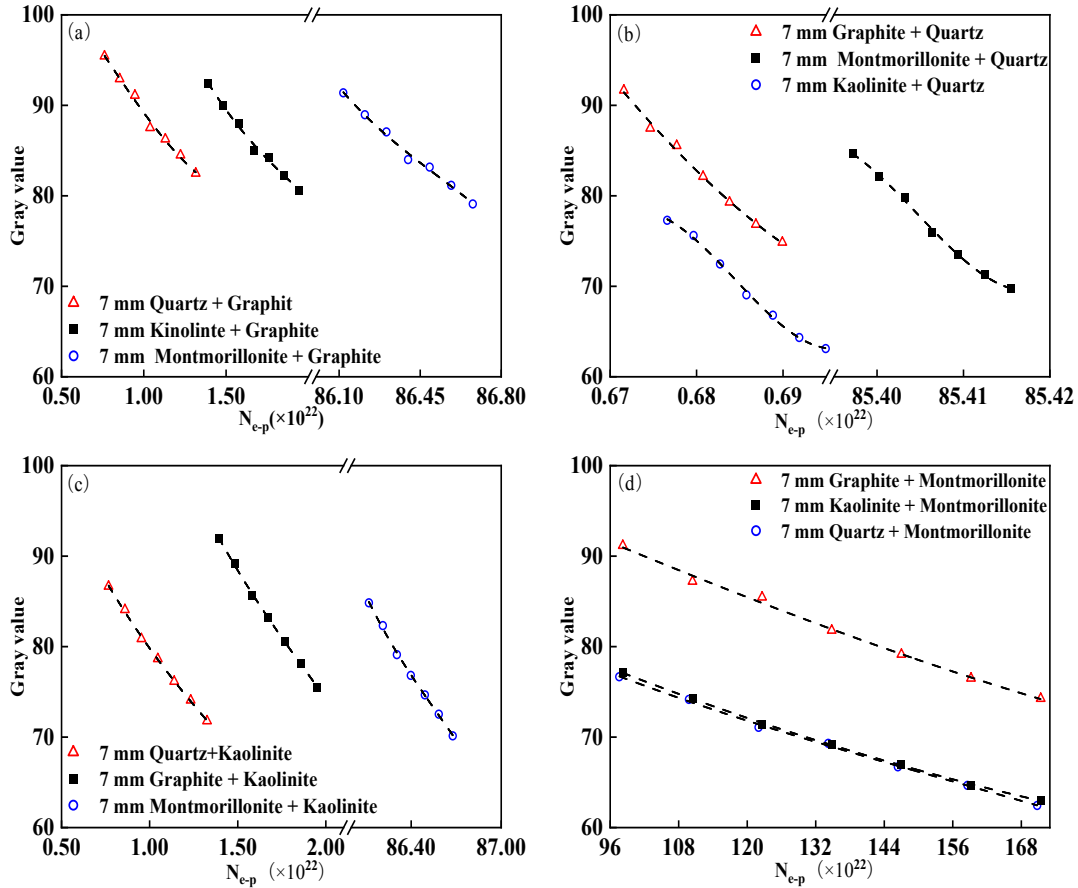 (a)
100
90
80
70
60
Gray value
7 mm Quartz + Graphit
7 mm Kinolinte + Graphite
7 mm Montmorillonite + Graphite
0.50 1.00 1.50 86.10 86.45 86.80
Ne-p(×10²²)
(b)
100
90
80
70
60
Gray value
7 mm Graphite + Quartz
7 mm Montmorillonite + Quartz
7 mm Kaolinite + Quartz
0.67 0.68 0.69 85.40 85.41 85.42
Ne-p (×10²²)
(c)
100
90
80
70
60
Gray value
7 mm Quartz+Kaolinite
7 mm Graphite + Kaolinite
7 mm Montmorillonite + Kaolinite
0.50 1.00 1.50 2.00 86.40 87.00
Ne-p (×10²²)
(d)
100
90
80
70
60
Gray value
7 mm Graphite + Montmorillonite
7 mm Kaolinite + Montmorillonite
7 mm Quartz + Montmorillonite
96 108 120 132 144 156 168
Ne-p (×10²²)